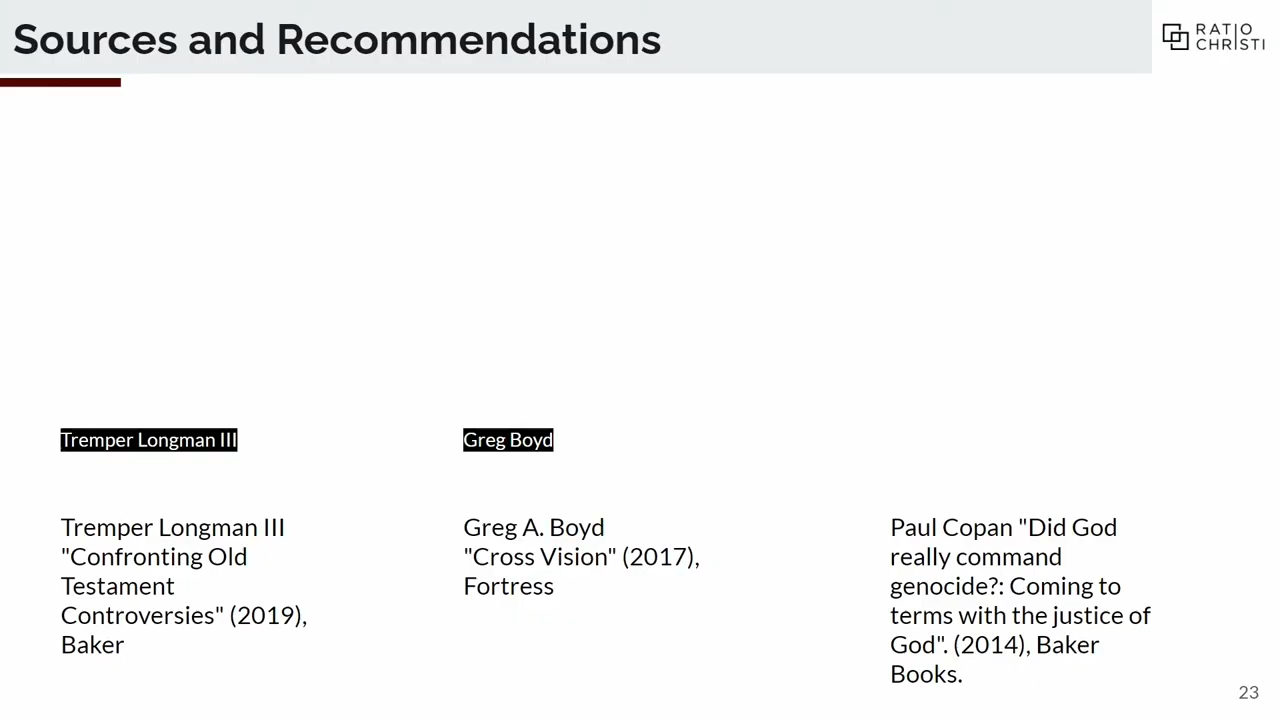 Sources and Recommendations
RATIO
CHRISTI
Tremper Longman III
Greg Boyd
Tremper Longman III
"Confronting Old
Testament
Controversies" (2019),
Baker
Greg A. Boyd
"Cross Vision" (2017),
Fortress
Paul Copan "Did God
really command
genocide?: Coming to
terms with the justice of
God". (2014), Baker
Books.
23